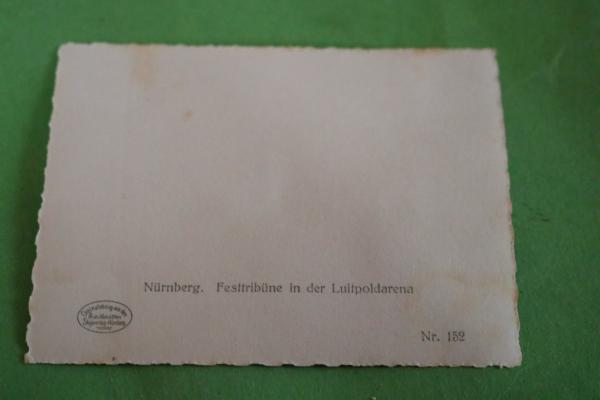 Nürnberg. Festtribüne in der Luitpoldarena
Nr. 152